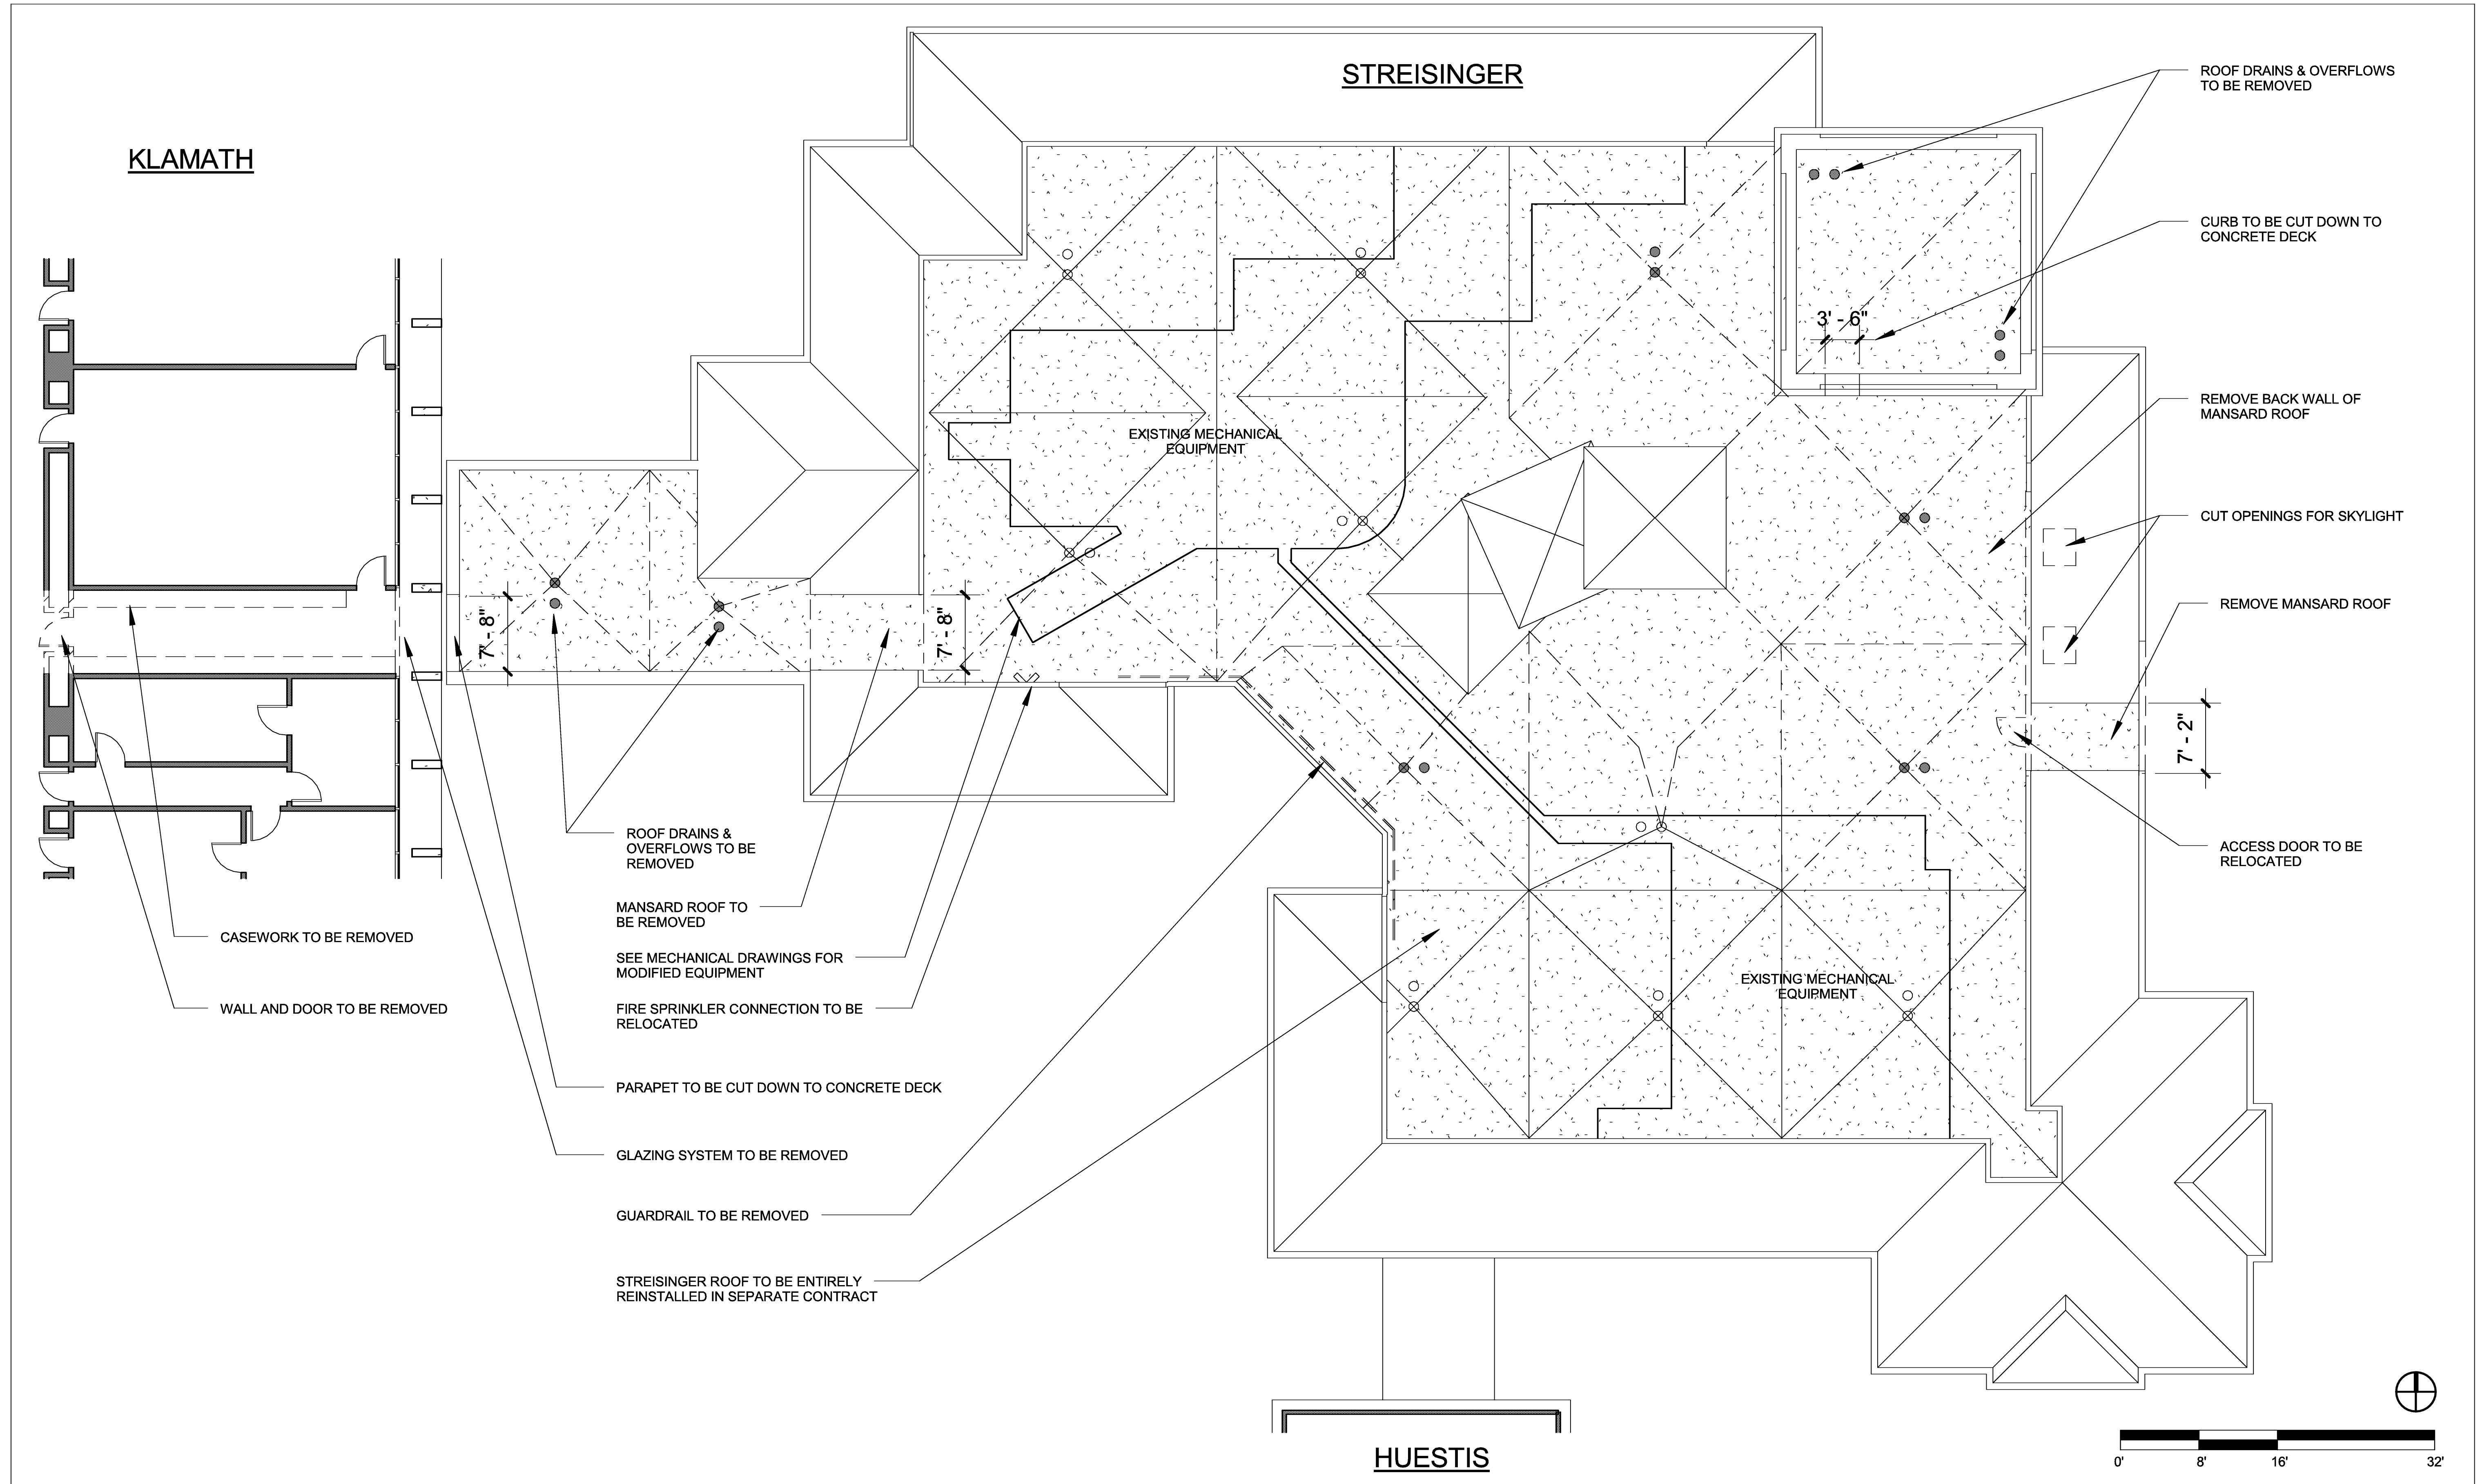 STREISINGER
KLAMATH
ROOF DRAINS & OVERFLOWS
TO BE REMOVED
CURB TO BE CUT DOWN TO
CONCRETE DECK
3' - 6"
REMOVE BACK WALL OF
MANSARD ROOF
EXISTING MECHANICAL
EQUIPMENT
CUT OPENINGS FOR SKYLIGHT
REMOVE MANSARD ROOF
7' - 8"
7' - 8"
7' - 2"
ROOF DRAINS &
OVERFLOWS TO BE
REMOVED
ACCESS DOOR TO BE
RELOCATED
MANSARD ROOF TO
BE REMOVED
CASEWORK TO BE REMOVED
SEE MECHANICAL DRAWINGS FOR
MODIFIED EQUIPMENT
EXISTING MECHANICAL
EQUIPMENT
WALL AND DOOR TO BE REMOVED
FIRE SPRINKLER CONNECTION TO BE
RELOCATED
PARAPET TO BE CUT DOWN TO CONCRETE DECK
GLAZING SYSTEM TO BE REMOVED
GUARDRAIL TO BE REMOVED
STREISINGER ROOF TO BE ENTIRELY
REINSTALLED IN SEPARATE CONTRACT
HUESTIS
0' 8' 16' 32'